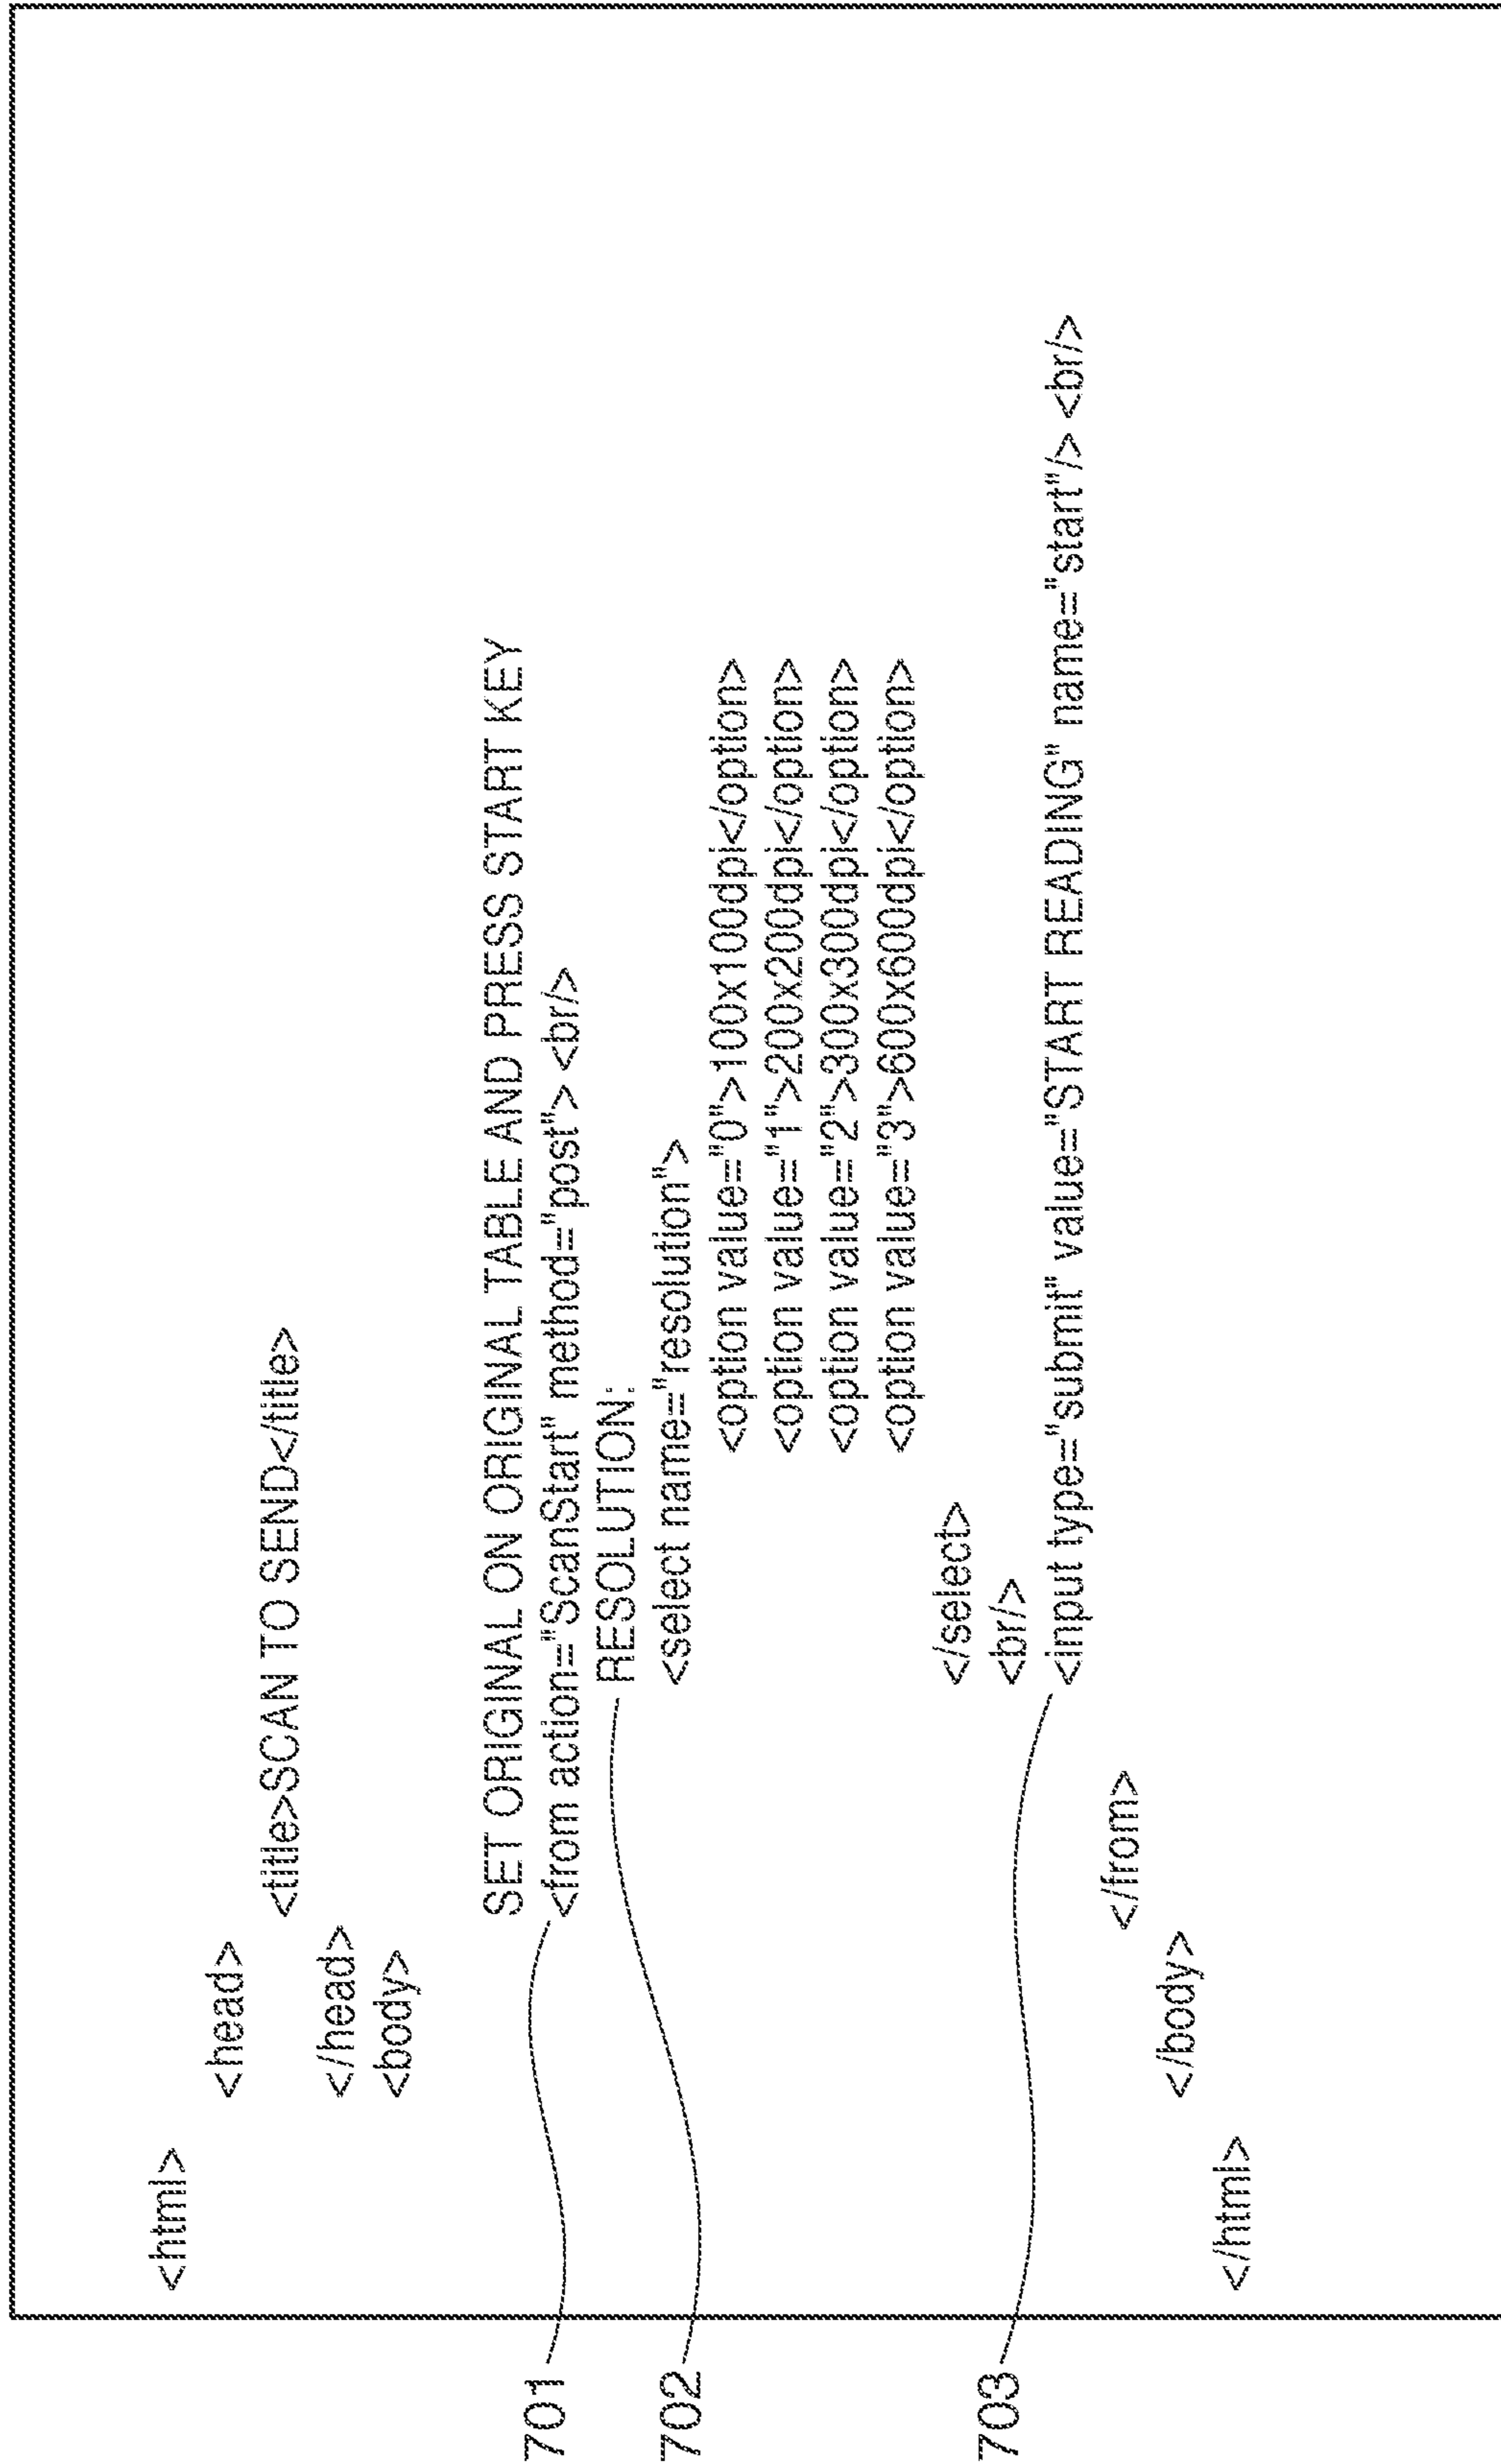 <html>
<head>
<title>SCAN TO SEND</title>
</head>
<body>
SET ORIGINAL ON ORIGINAL TABLE AND PRESS START KEY
701 <from action="ScanStart" method="post"> <br/>
702 RESOLUTION:
<select name="resolution">
<option value="0">100x100dpi</option>
<option value="1">200x200dpi</option>
<option value="2">300x300dpi</option>
<option value="3">600x600dpi</option>
</select>
<br/>
703 <input type="submit" value="START READING" name="start"/> <br/>
</from>
</body>
</html>